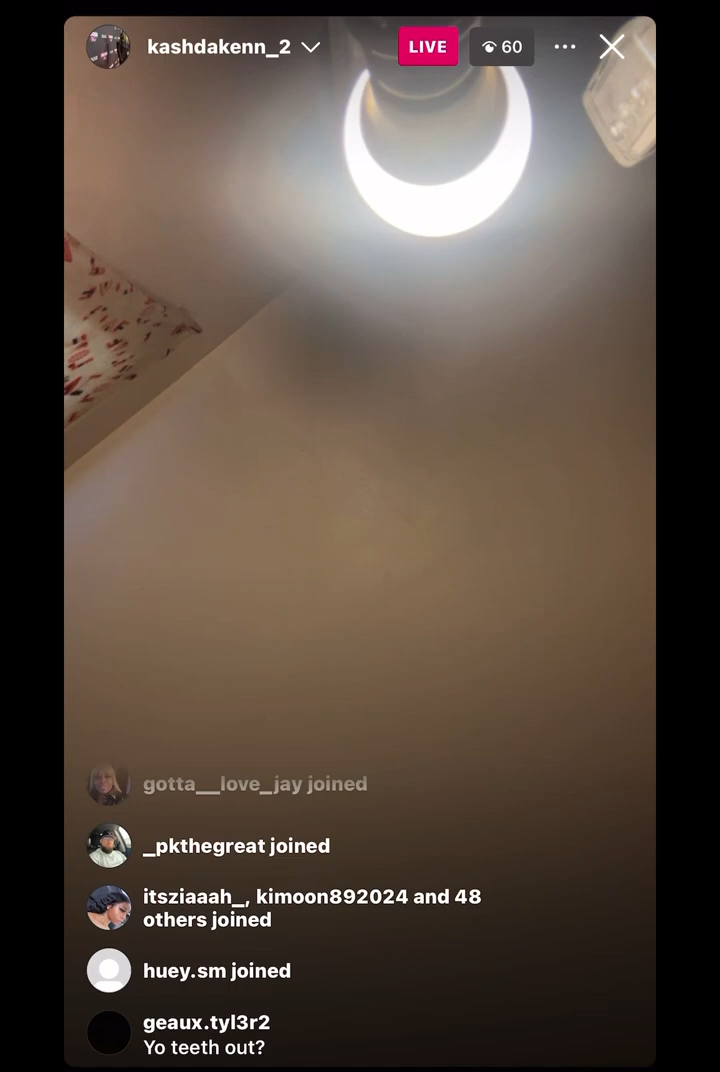 kashdakenn_2
LIVE
60
gotta__love_jay joined
_pkthegreat joined
itsziaaah_, kimoon892024 and 48
others joined
huey.sm joined
geaux.tyl3r2
Yo teeth out?